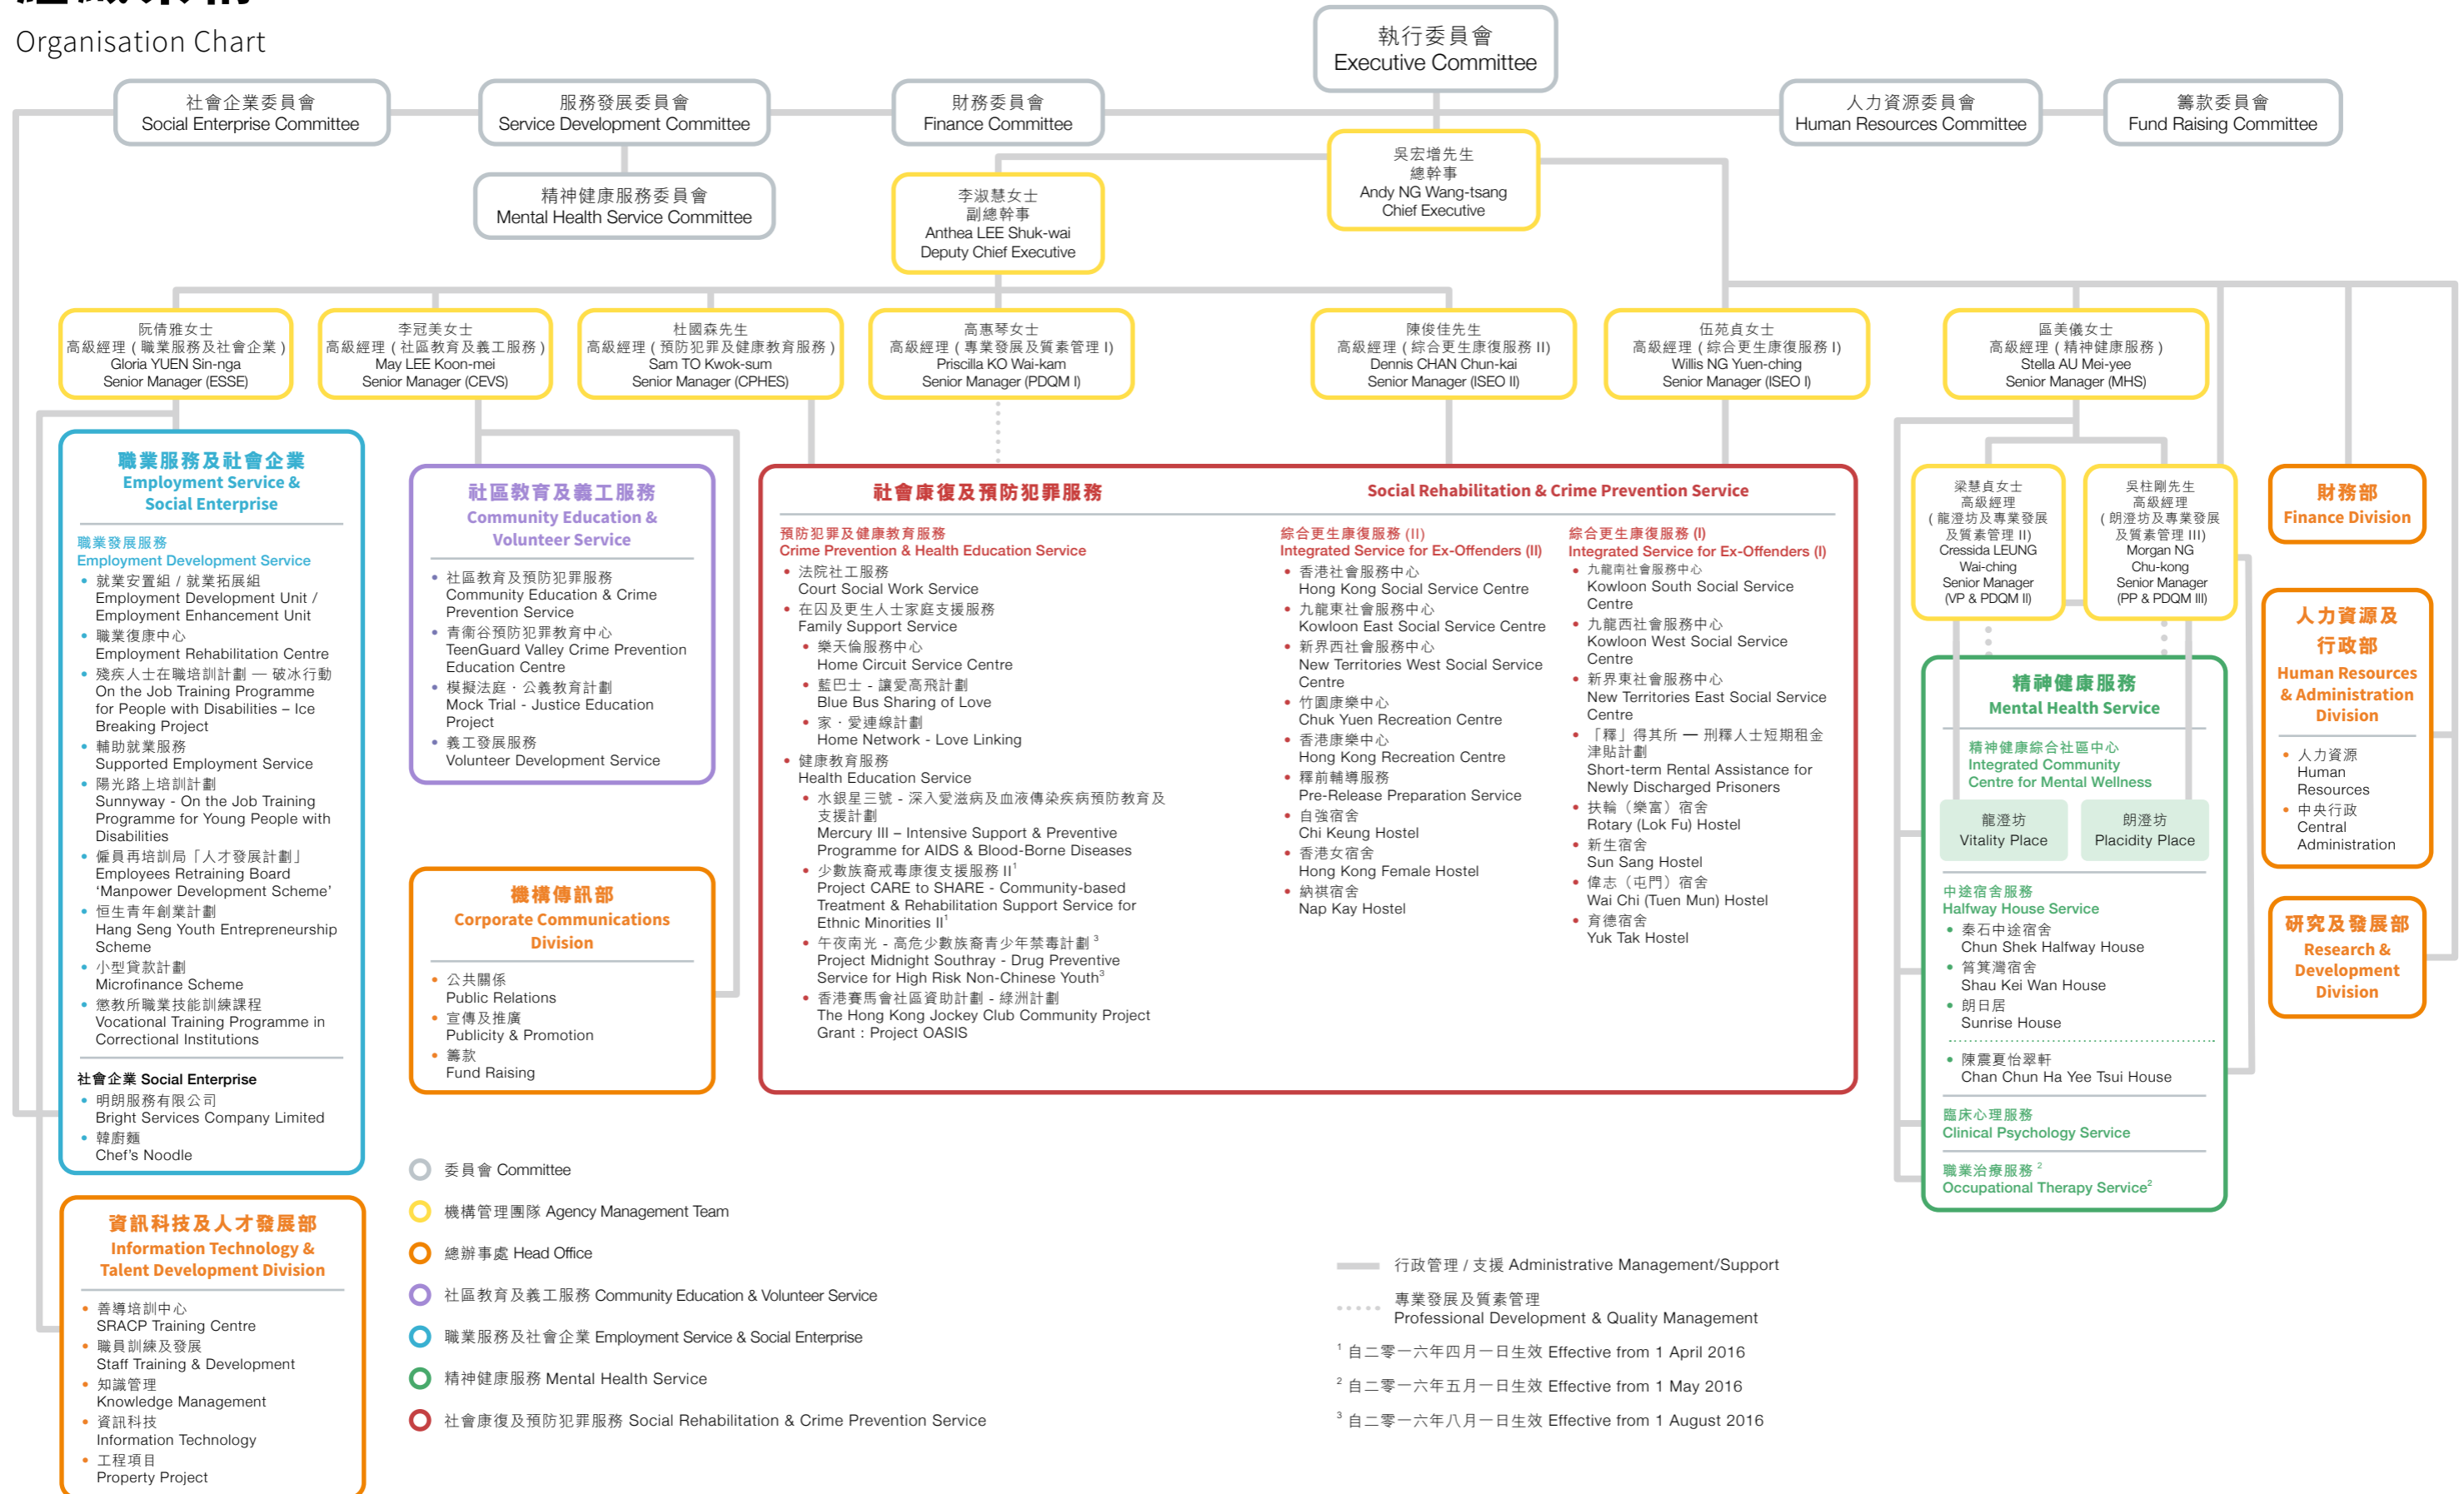 Organisation Chart
執行委員會
Executive Committee
社會企業委員會
Social Enterprise Committee
服務發展委員會
Service Development Committee
財務委員會
Finance Committee
人力資源委員會
Human Resources Committee
籌款委員會
Fund Raising Committee
精神健康服務委員會
Mental Health Service Committee
吳宏增先生
總幹事
Andy NG Wang-tsang
Chief Executive
李淑慧女士
副總幹事
Anthea LEE Shuk-wai
Deputy Chief Executive
阮倩雅女士
高級經理 ( 職業服務及社會企業 )
Gloria YUEN Sin-nga
Senior Manager (ESSE)
李冠美女士
高級經理 ( 社區教育及義工服務 )
May LEE Koon-mei
Senior Manager (CEVS)
杜國森先生
高級經理 ( 預防犯罪及健康教育服務 )
Sam TO Kwok-sum
Senior Manager (CPHES)
高惠琴女士
高級經理 ( 專業發展及質素管理 I)
Priscilla KO Wai-kam
Senior Manager (PDQM I)
陳俊佳先生
高級經理 ( 綜合更生康復服務 II)
Dennis CHAN Chun-kai
Senior Manager (ISEO II)
伍苑貞女士
高級經理 ( 綜合更生康復服務 I)
Willis NG Yuen-ching
Senior Manager (ISEO I)
區美儀女士
高級經理 ( 精神健康服務 )
Stella AU Mei-yee
Senior Manager (MHS)
職業服務及社會企業
Employment Service &
Social Enterprise
職業發展服務
Employment Development Service
• 就業安置組 / 就業拓展組
Employment Development Unit /
Employment Enhancement Unit
• 職業復康中心
Employment Rehabilitation Centre
• 殘疾人士在職培訓計劃 — 破冰行動
On the Job Training Programme
for People with Disabilities – Ice
Breaking Project
• 輔助就業服務
Supported Employment Service
• 陽光路上培訓計劃
Sunnyway - On the Job Training
Programme for Young People with
Disabilities
• 僱員再培訓局「人才發展計劃」
Employees Retraining Board
‘Manpower Development Scheme’
• 恒生青年創業計劃
Hang Seng Youth Entrepreneurship
Scheme
• 小型貸款計劃
Microfinance Scheme
• 懲教所職業技能訓練課程
Vocational Training Programme in
Correctional Institutions
社會企業 Social Enterprise
• 明朗服務有限公司
Bright Services Company Limited
• 韓廚麵
Chef's Noodle
資訊科技及人才發展部
Information Technology &
Talent Development Division
• 善導培訓中心
SRACP Training Centre
• 職員訓練及發展
Staff Training & Development
• 知識管理
Knowledge Management
• 資訊科技
Information Technology
• 工程項目
Property Project
社區教育及義工服務
Community Education &
Volunteer Service
• 社區教育及預防犯罪服務
Community Education & Crime
Prevention Service
• 青衞谷預防犯罪教育中心
TeenGuard Valley Crime Prevention
Education Centre
• 模擬法庭 · 公義教育計劃
Mock Trial - Justice Education
Project
• 義工發展服務
Volunteer Development Service
機構傳訊部
Corporate Communications
Division
• 公共關係
Public Relations
• 宣傳及推廣
Publicity & Promotion
• 籌款
Fund Raising
社會康復及預防犯罪服務 Social Rehabilitation & Crime Prevention Service
預防犯罪及健康教育服務
Crime Prevention & Health Education Service
• 法院社工服務
Court Social Work Service
• 在囚及更生人士家庭支援服務
Family Support Service
• 樂天倫服務中心
Home Circuit Service Centre
• 藍巴士 - 讓愛高飛計劃
Blue Bus Sharing of Love
• 家 · 愛連線計劃
Home Network - Love Linking
• 健康教育服務
Health Education Service
• 水銀星三號 - 深入愛滋病及血液傳染疾病預防教育及
支援計劃
Mercury III – Intensive Support & Preventive
Programme for AIDS & Blood-Borne Diseases
• 少數族裔戒毒康復支援服務 II¹
Project CARE to SHARE - Community-based
Treatment & Rehabilitation Support Service for
Ethnic Minorities II¹
• 午夜南光 - 高危少數族裔青少年禁毒計劃 ³
Project Midnight Southray - Drug Preventive
Service for High Risk Non-Chinese Youth³
• 香港賽馬會社區資助計劃 - 綠洲計劃
The Hong Kong Jockey Club Community Project
Grant : Project OASIS
綜合更生康復服務 (II)
Integrated Service for Ex-Offenders (II)
• 香港社會服務中心
Hong Kong Social Service Centre
• 九龍東社會服務中心
Kowloon East Social Service Centre
• 新界西社會服務中心
New Territories West Social Service
Centre
• 竹園康樂中心
Chuk Yuen Recreation Centre
• 香港康樂中心
Hong Kong Recreation Centre
• 釋前輔導服務
Pre-Release Preparation Service
• 自強宿舍
Chi Keung Hostel
• 香港女宿舍
Hong Kong Female Hostel
• 納祺宿舍
Nap Kay Hostel
綜合更生康復服務 (I)
Integrated Service for Ex-Offenders (I)
• 九龍南社會服務中心
Kowloon South Social Service
Centre
• 九龍西社會服務中心
Kowloon West Social Service
Centre
• 新界東社會服務中心
New Territories East Social Service
Centre
• 「釋」得其所 — 刑釋人士短期租金
津貼計劃
Short-term Rental Assistance for
Newly Discharged Prisoners
• 扶輪（樂富）宿舍
Rotary (Lok Fu) Hostel
• 新生宿舍
Sun Sang Hostel
• 偉志（屯門）宿舍
Wai Chi (Tuen Mun) Hostel
• 育德宿舍
Yuk Tak Hostel
梁慧貞女士
高級經理
( 龍澄坊及專業發展
及質素管理 II)
Cressida LEUNG
Wai-ching
Senior Manager
(VP & PDQM II)
吳柱剛先生
高級經理
( 朗澄坊及專業發展
及質素管理 III)
Morgan NG
Chu-kong
Senior Manager
(PP & PDQM III)
精神健康服務
Mental Health Service
精神健康綜合社區中心
Integrated Community
Centre for Mental Wellness
龍澄坊
Vitality Place
朗澄坊
Placidity Place
中途宿舍服務
Halfway House Service
• 秦石中途宿舍
Chun Shek Halfway House
• 筲箕灣宿舍
Shau Kei Wan House
• 朗日居
Sunrise House
• 陳震夏怡翠軒
Chan Chun Ha Yee Tsui House
臨床心理服務
Clinical Psychology Service
職業治療服務 ²
Occupational Therapy Service²
財務部
Finance Division
人力資源及
行政部
Human Resources
& Administration
Division
• 人力資源
Human
Resources
• 中央行政
Central
Administration
研究及發展部
Research &
Development
Division
委員會 Committee
機構管理團隊 Agency Management Team
總辦事處 Head Office
社區教育及義工服務 Community Education & Volunteer Service
職業服務及社會企業 Employment Service & Social Enterprise
精神健康服務 Mental Health Service
社會康復及預防犯罪服務 Social Rehabilitation & Crime Prevention Service
行政管理 / 支援 Administrative Management/Support
專業發展及質素管理
Professional Development & Quality Management
¹ 自二零一六年四月一日生效 Effective from 1 April 2016
² 自二零一六年五月一日生效 Effective from 1 May 2016
³ 自二零一六年八月一日生效 Effective from 1 August 2016